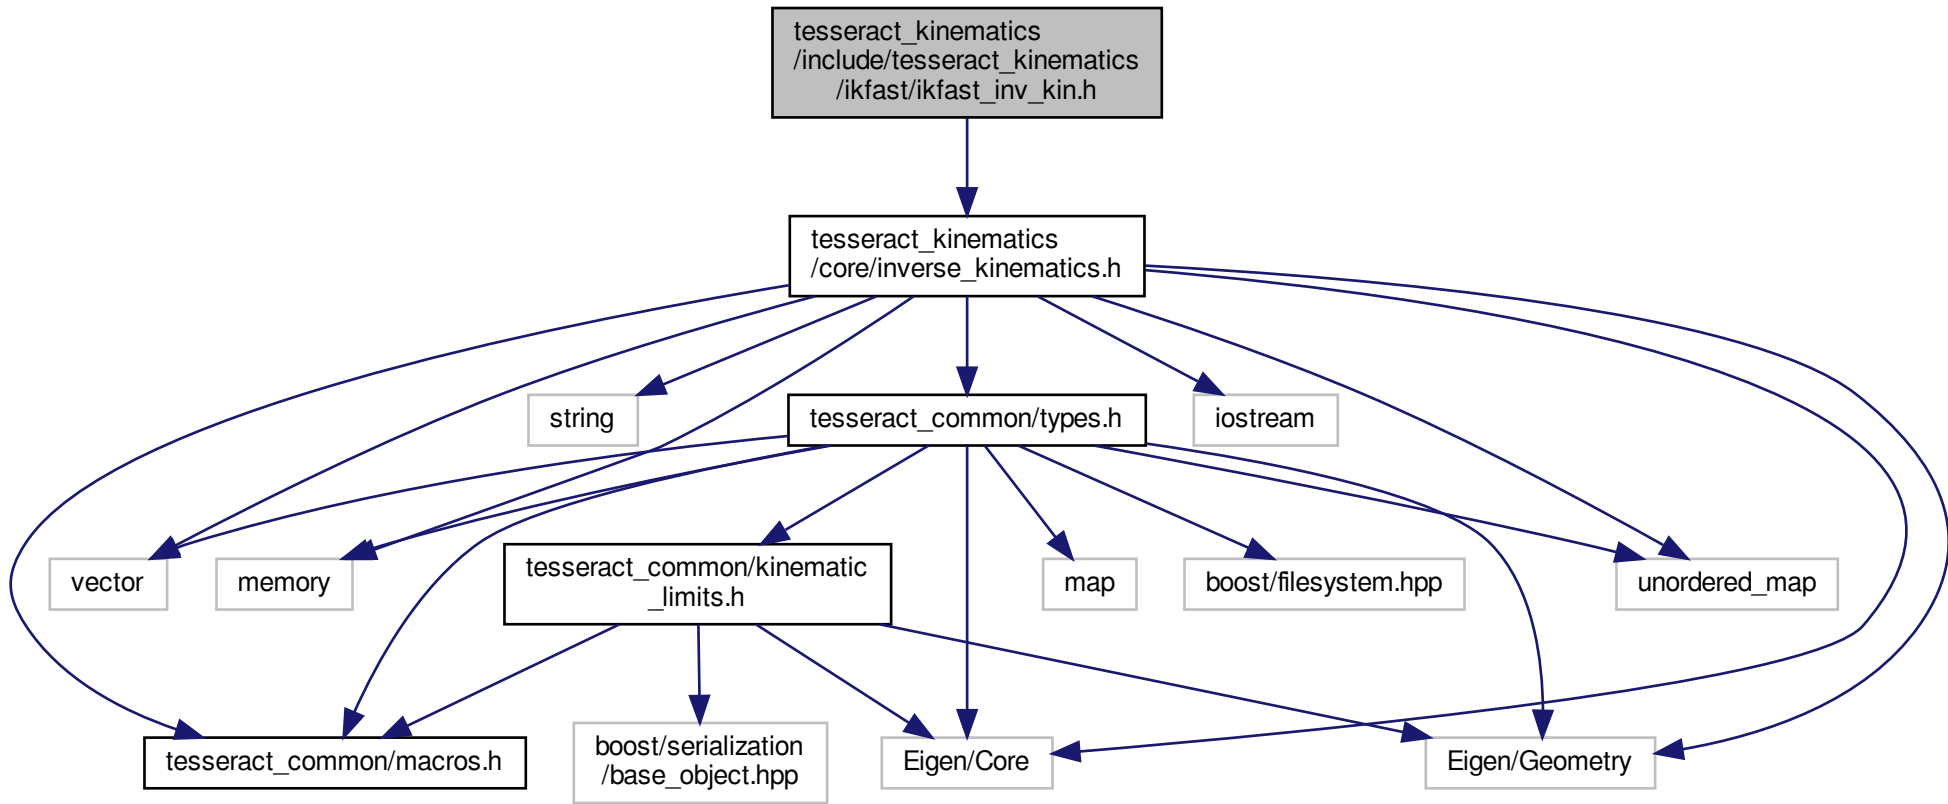 tesseract_kinematics
/include/tesseract_kinematics
/ikfast/ikfast_inv_kin.h
tesseract_kinematics
/core/inverse_kinematics.h
string
tesseract_common/types.h
iostream
vector
memory
tesseract_common/kinematic
_limits.h
map
boost/filesystem.hpp
unordered_map
tesseract_common/macros.h
boost/serialization
/base_object.hpp
Eigen/Core
Eigen/Geometry